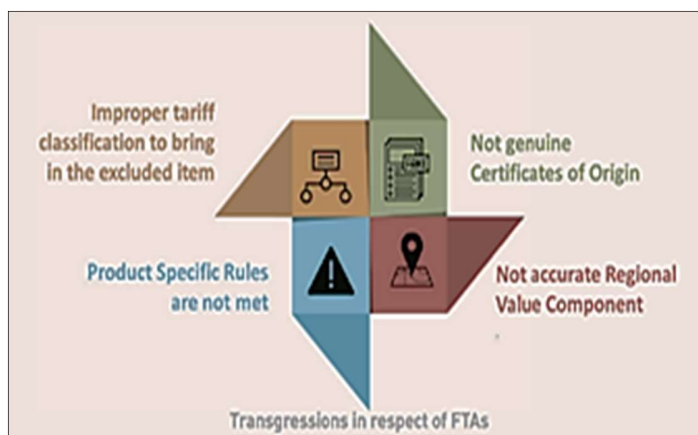 Improper tariff
classification to bring
in the excluded item
Not genuine
Certificates of Origin
Product Specific Rules
are not met
Not accurate Regional
Value Component
Transgressions in respect of FTAs